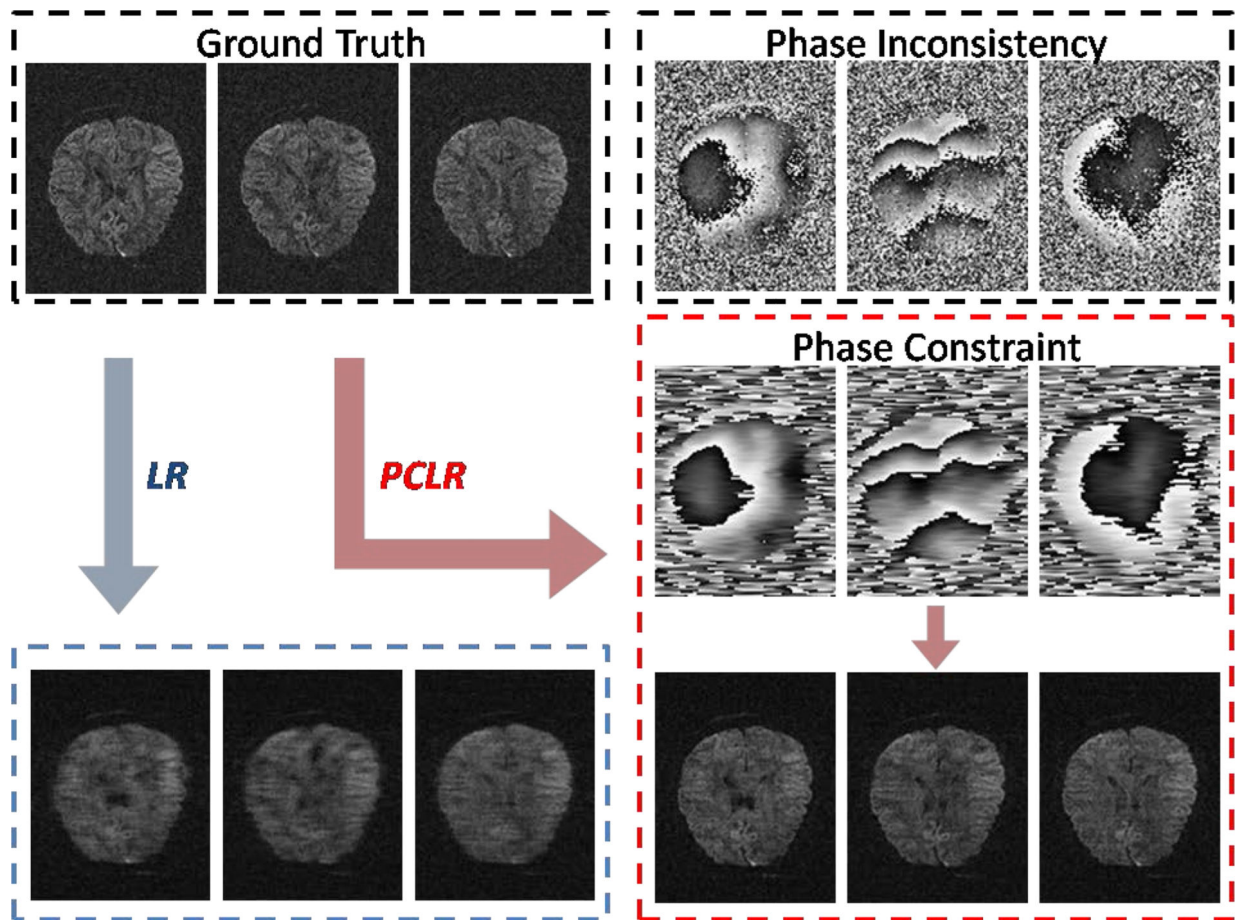 Ground Truth
Phase Inconsistency
Phase Constraint
LR
PCLR